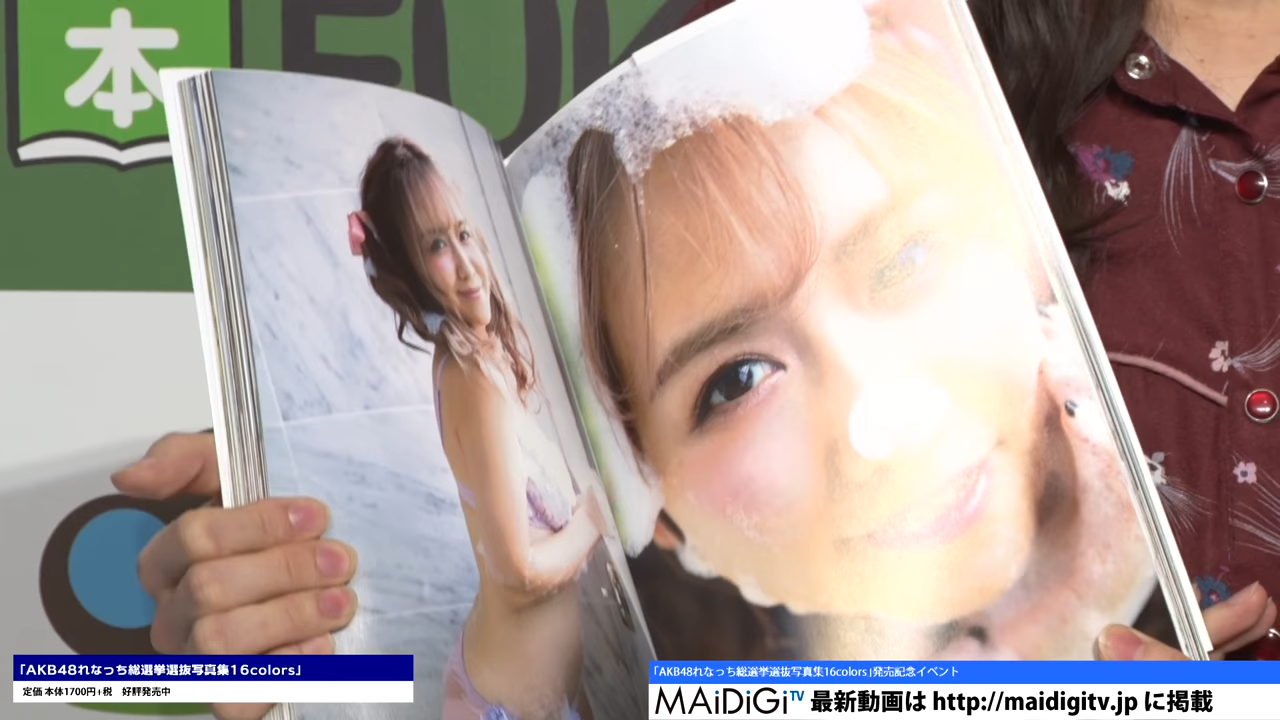 本
FUK
「AKB48れなっち総選挙選抜写真集16colors」
定価 本体1700円+税 好評発売中
「AKB48れなっち総選挙選抜写真集16colors」発売記念イベント
MAiDiGiTV 最新動画は http://maidigitv.jp に掲載